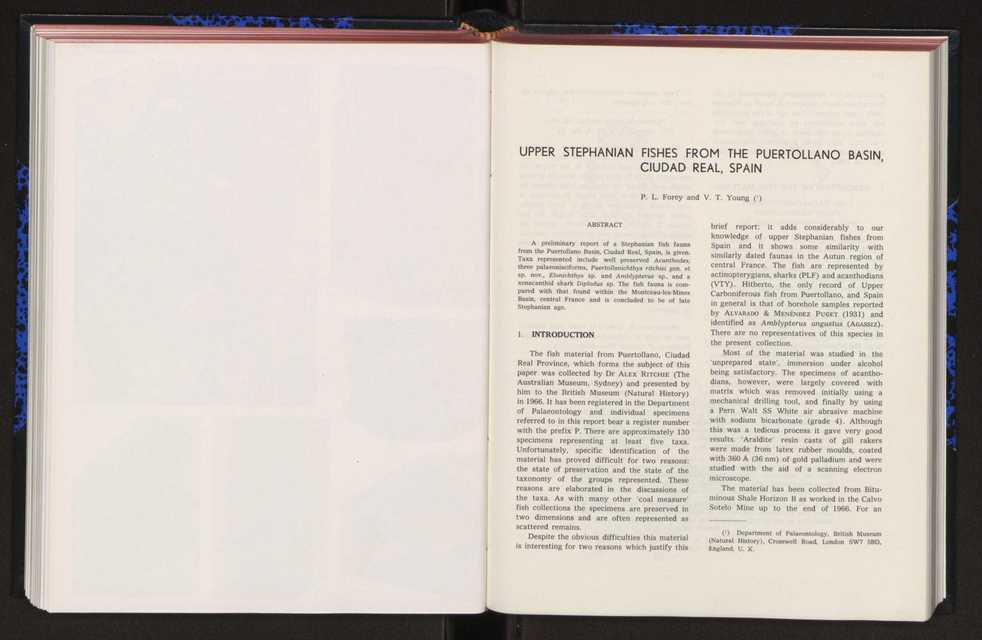 UPPER STEPHANIAN FISHES FROM THE PUERTOLLANO BASIN,
CIUDAD REAL, SPAIN
P. L. Forey and V. T. Young (¹)
ABSTRACT
A preliminary report of a Stephanian fish fauna
from the Puertollano Basin, Ciudad Real, Spain, is given.
Taxa represented include well preserved Acanthodes,
three palaeonisciforms, Puertollanichthys ritchiei gen. et
sp. nov., Elonichthys sp. and Amblypterus sp., and a
xenacanthid shark Diplodus sp. The fish fauna is com-
pared with that found within the Montceau-les-Mines
Basin, central France and is concluded to be of late
Stephanian age.
1. INTRODUCTION
The fish material from Puertollano, Ciudad
Real Province, which forms the subject of this
paper was collected by Dr ALEX RITCHIE (The
Australian Museum, Sydney) and presented by
him to the British Museum (Natural History)
in 1966. It has been registered in the Department
of Palaeontology and individual specimens
referred to in this report bear a register number
with the prefix P. There are approximately 130
specimens representing at least five taxa.
Unfortunately, specific identification of the
material has proved difficult for two reasons:
the state of preservation and the state of the
taxonomy of the groups represented. These
reasons are elaborated in the discussions of
the taxa. As with many other 'coal measure'
fish collections the specimens are preserved in
two dimensions and are often represented as
scattered remains.
Despite the obvious difficulties this material
is interesting for two reasons which justify this
brief report; it adds considerably to our
knowledge of upper Stephanian fishes from
Spain and it shows some similarity with
similarly dated faunas in the Autun region of
central France. The fish are represented by
actinopterygians, sharks (PLF) and acanthodians
(VTY). Hitherto, the only record of Upper
Carboniferous fish from Puertollano, and Spain
in general is that of borehole samples reported
by ALVARADO & MENÉNDEZ PUGET (1931) and
identified as Amblypterus angustus (AGASSIZ).
There are no representatives of this species in
the present collection.
Most of the material was studied in the
'unprepared state', immersion under alcohol
being satisfactory. The specimens of acantho-
dians, however, were largely covered with
matrix which was removed initially using a
mechanical drilling tool, and finally by using
a Pern Walt SS White air abrasive machine
with sodium bicarbonate (grade 4). Although
this was a tedious process it gave very good
results. 'Araldite' resin casts of gill rakers
were made from latex rubber moulds, coated
with 360 Å (36 nm) of gold palladium and were
studied with the aid of a scanning electron
microscope.
The material has been collected from Bitu-
minous Shale Horizon B as worked in the Calvo
Sotelo Mine up to the end of 1966. For an
(¹) Department of Palaeontology, British Museum
(Natural History), Cromwell Road, London SW7 5BD,
England, U. K.